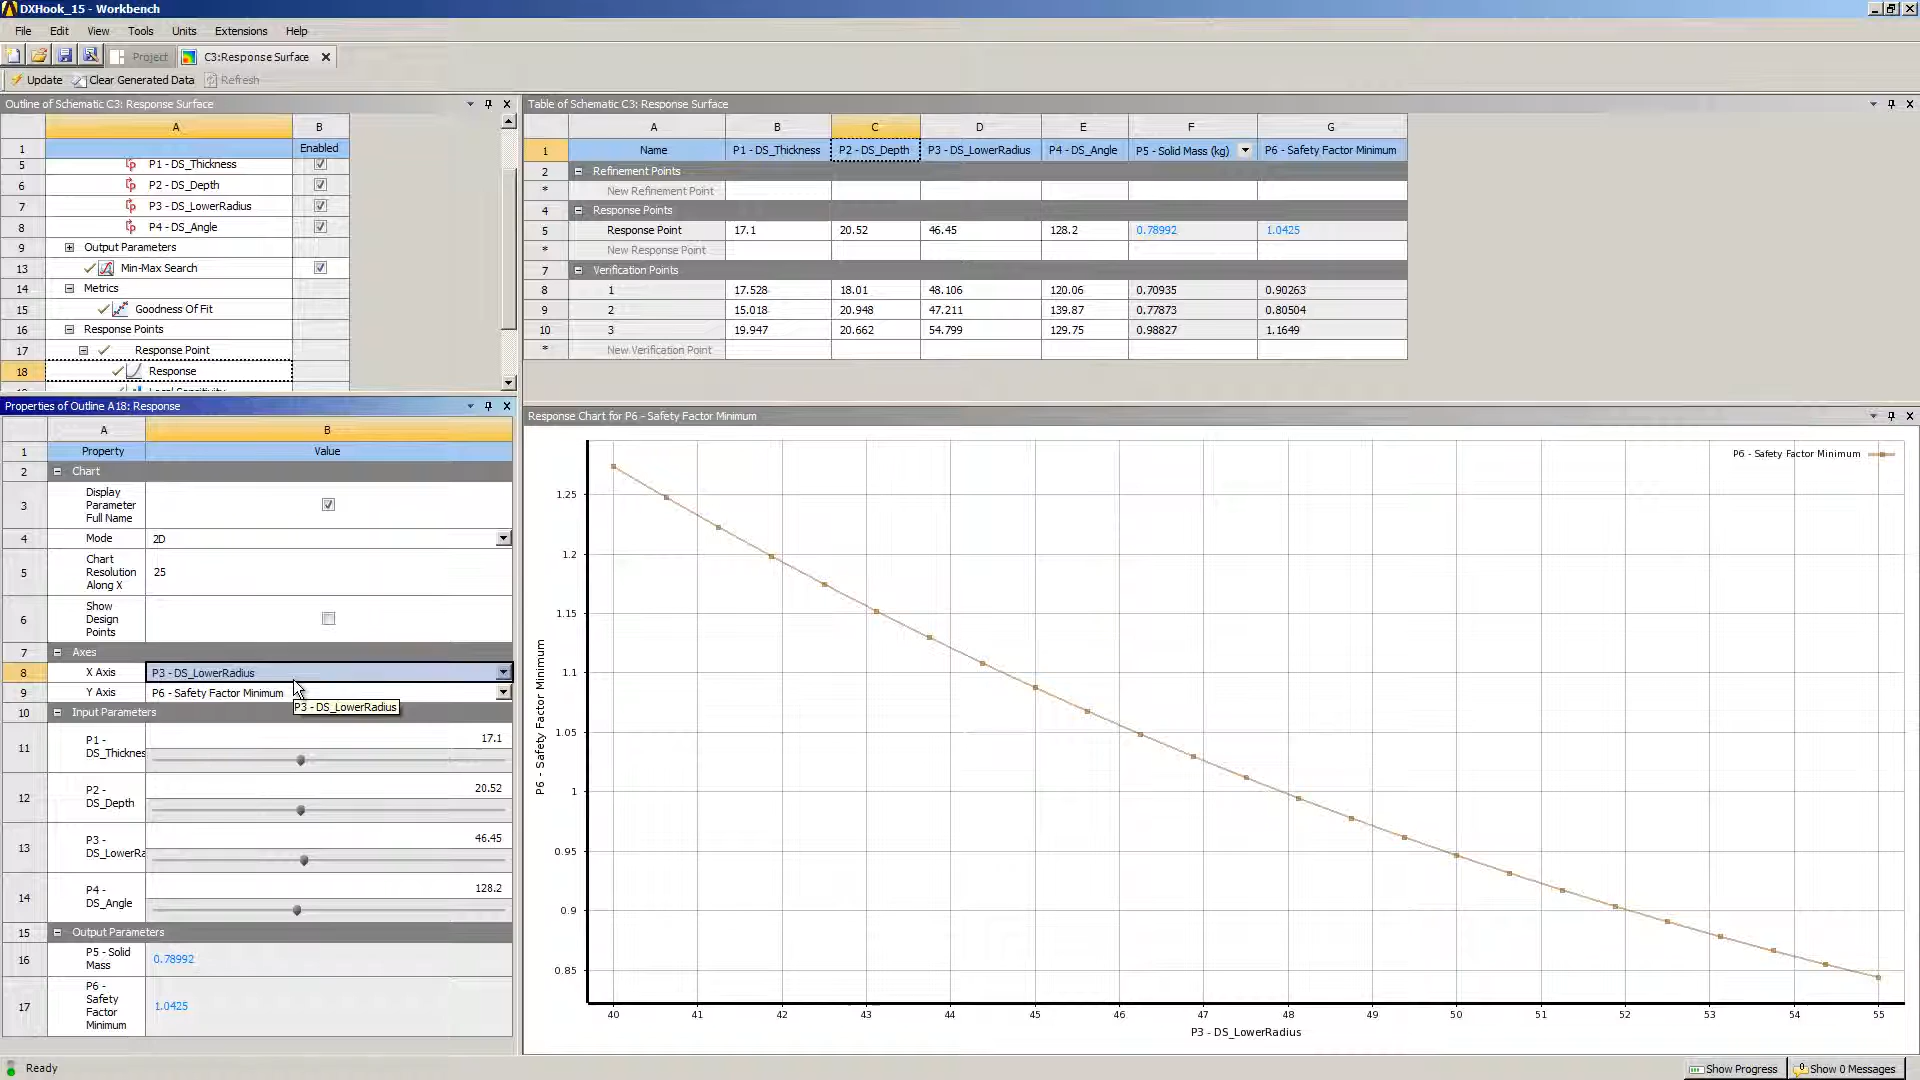 DXHook_15 - Workbench
File Edit View Tools Units Extensions Help
Project C3:Response Surface
Update Clear Generated Data Refresh
Outline of Schematic C3: Response Surface
A B
1 Enabled
5 P1 - DS_Thickness
6 P2 - DS_Depth
7 P3 - DS_LowerRadius
8 P4 - DS_Angle
9 Output Parameters
13 Min-Max Search
14 Metrics
15 Goodness Of Fit
16 Response Points
17 Response Point
18 Response
Table of Schematic C3: Response Surface
A B C D E F G
1 Name P1 - DS_Thickness P2 - DS_Depth P3 - DS_LowerRadius P4 - DS_Angle P5 - Solid Mass (kg) P6 - Safety Factor Minimum
2 Refinement Points
* New Refinement Point
4 Response Points
5 Response Point 17.1 20.52 46.45 128.2 0.78992 1.0425
* New Response Point
7 Verification Points
8 1 17.528 18.01 48.106 120.06 0.70935 0.90263
9 2 15.018 20.948 47.211 139.87 0.77873 0.80504
10 3 19.947 20.662 54.799 129.75 0.98827 1.1649
* New Verification Point
Properties of Outline A18: Response
A B
1 Property Value
2 Chart
3 Display Parameter Full Name
4 Mode 2D
5 Chart Resolution Along X 25
6 Show Design Points
7 Axes
8 X Axis P3 - DS_LowerRadius
9 Y Axis P6 - Safety Factor Minimum
P3 - DS_LowerRadius
10 Input Parameters
11 P1 - DS_Thicknes 17.1
12 P2 - DS_Depth 20.52
13 P3 - DS_LowerRa 46.45
14 P4 - DS_Angle 128.2
15 Output Parameters
16 P5 - Solid Mass 0.78992
17 P6 - Safety Factor Minimum 1.0425
Response Chart for P6 - Safety Factor Minimum
P6 - Safety Factor Minimum
1.25
1.2
1.15
1.1
1.05
1
0.95
0.9
0.85
P6 - Safety Factor Minimum
40 41 42 43 44 45 46 47 48 49 50 51 52 53 54 55
P3 - DS_LowerRadius
Ready Show Progress Show 0 Messages